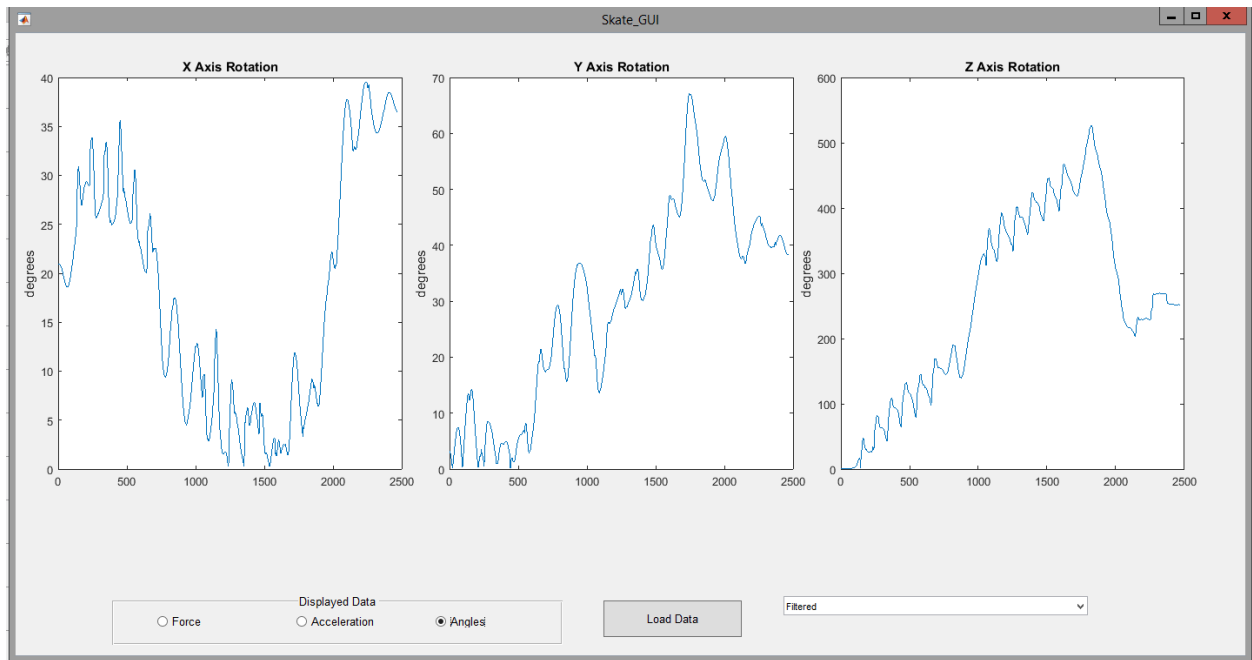 Skate_GUI
X Axis Rotation
Y Axis Rotation
Z Axis Rotation
40
35
30
25
20
15
10
5
0
degrees
0 500 1000 1500 2000 2500
70
60
50
40
30
20
10
0
degrees
0 500 1000 1500 2000 2500
600
500
400
300
200
100
0
degrees
0 500 1000 1500 2000 2500
Displayed Data
Force
Acceleration
Angles
Load Data
Filtered